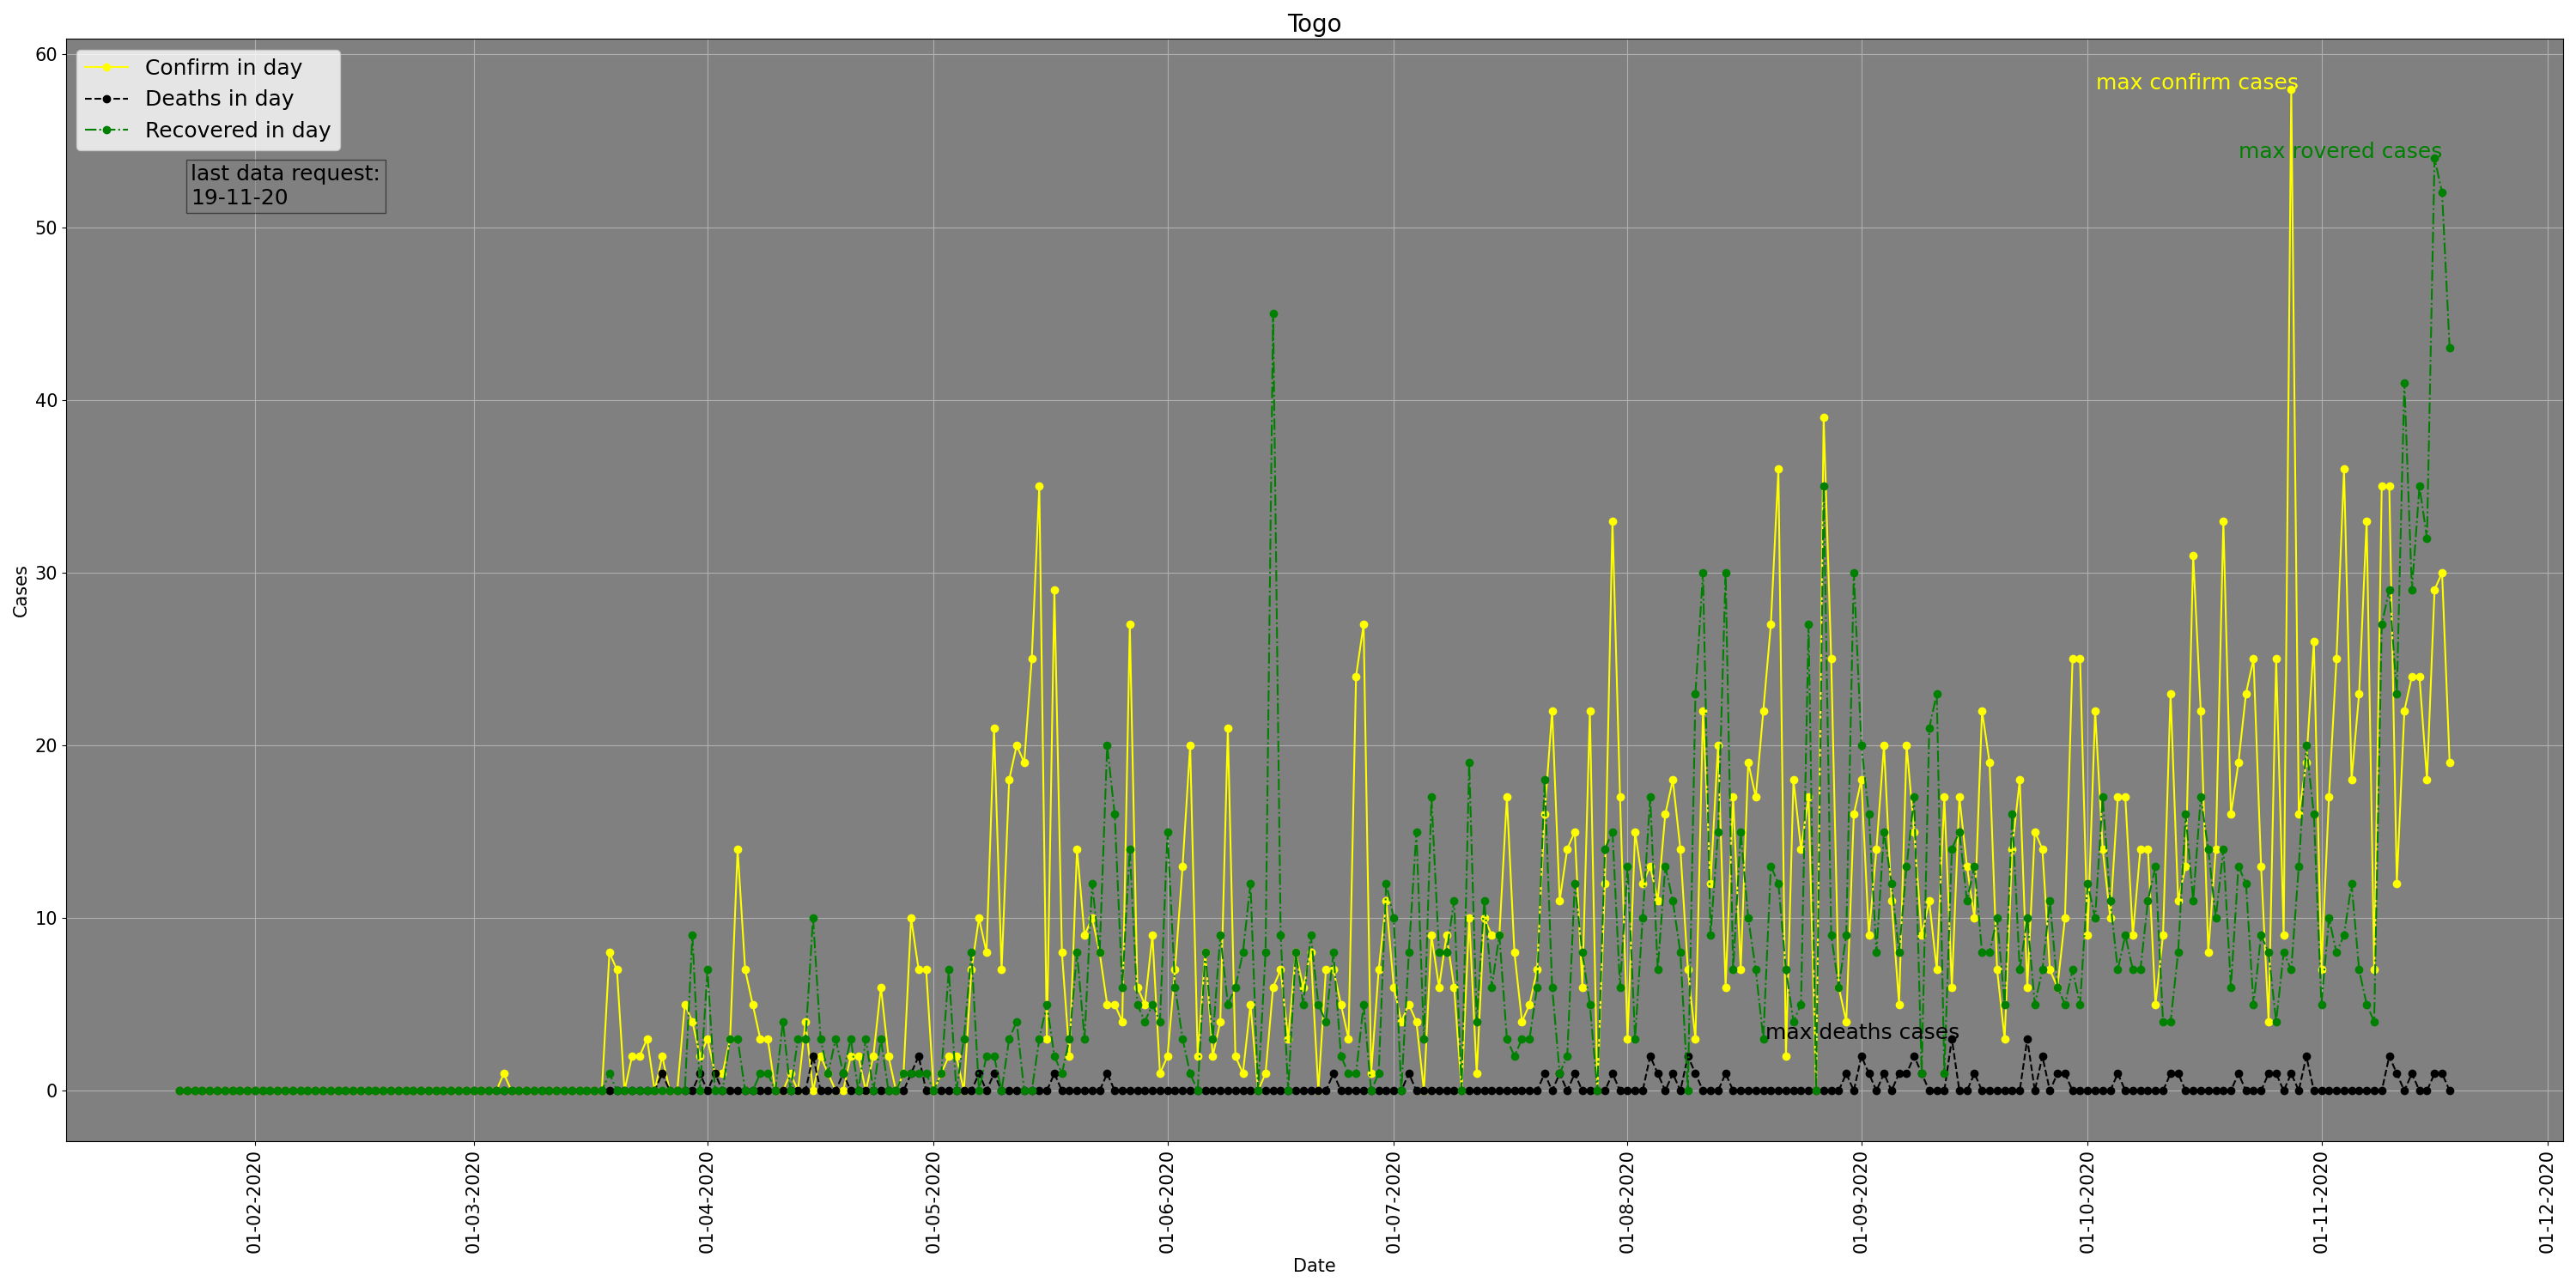 Togo
60
50
40
30
20
10
0
Cases
Confirm in day
Deaths in day
Recovered in day
last data request:
19-11-20
max confirm cases
max rovered cases
max deaths cases
01-02-2020
01-03-2020
01-04-2020
01-05-2020
01-06-2020
01-07-2020
01-08-2020
01-09-2020
01-10-2020
01-11-2020
01-12-2020
Date